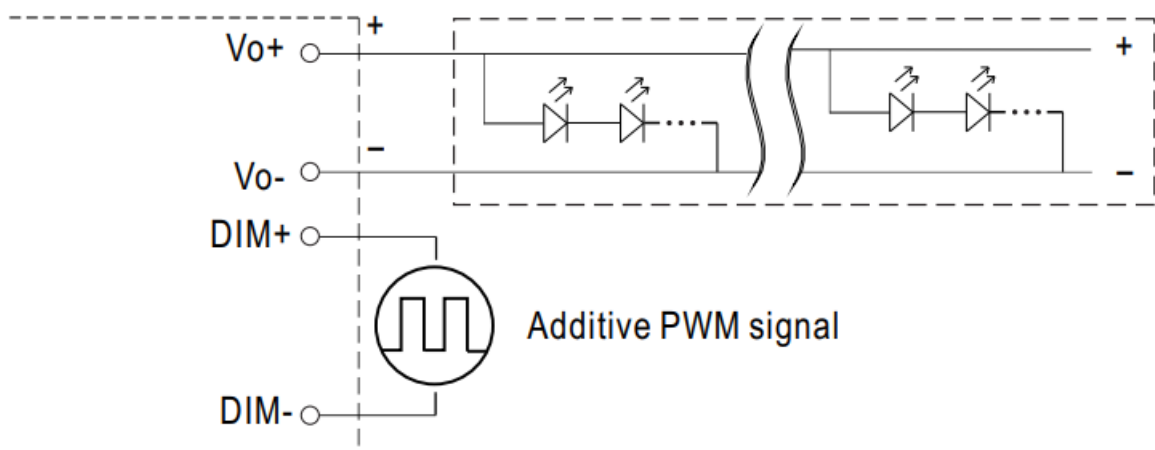 +
Vo+
+
−
−
Vo-
DIM+
Additive PWM signal
DIM-